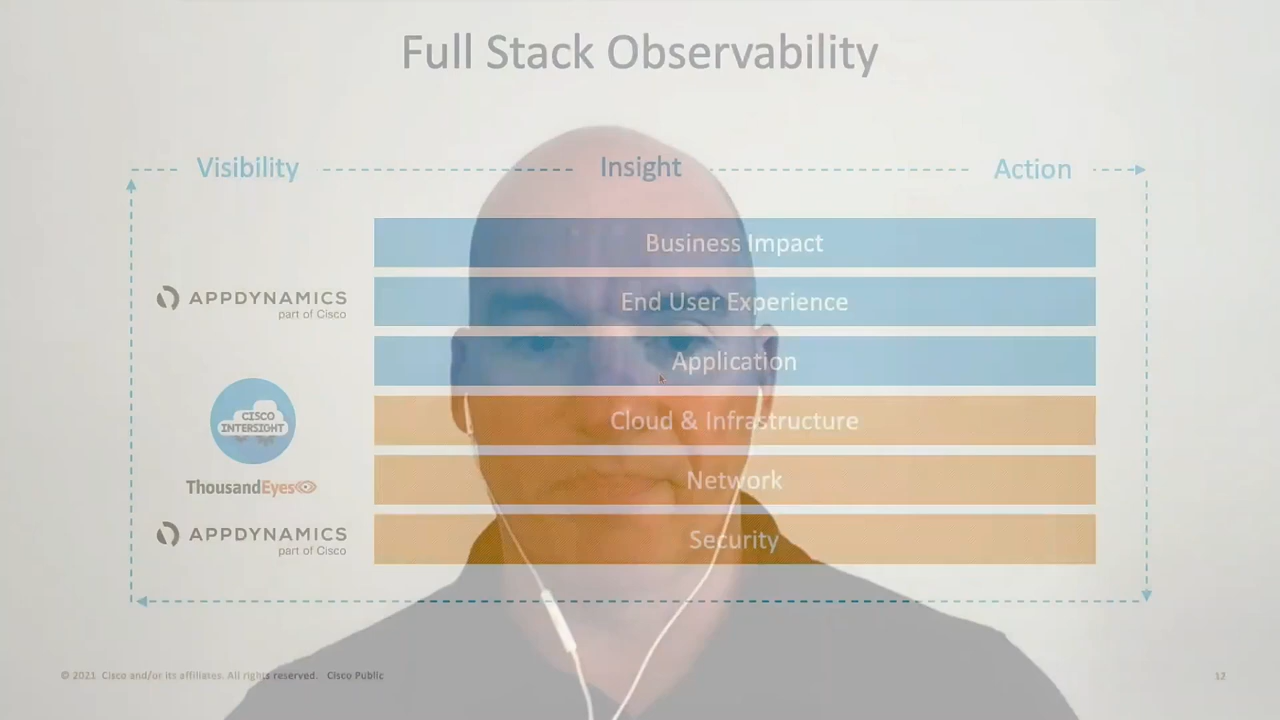 Full Stack Observability
Visibility
Insight
Action
Business Impact
APPDYNAMICS
part of Cisco
End User Experience
Application
CISCO
INTERSIGHT
Cloud & Infrastructure
ThousandEyes
Network
APPDYNAMICS
part of Cisco
Security
© 2021 Cisco and/or its affiliates. All rights reserved. Cisco Public
12